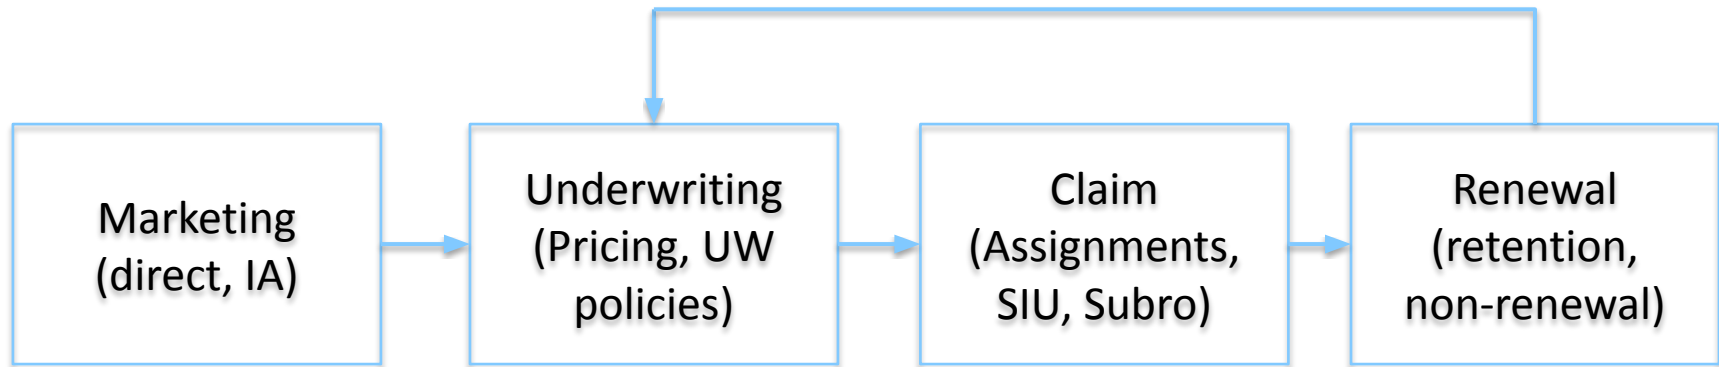 Marketing
(direct, IA)
Underwriting
(Pricing, UW
policies)
Claim
(Assignments,
SIU, Subro)
Renewal
(retention,
non-renewal)